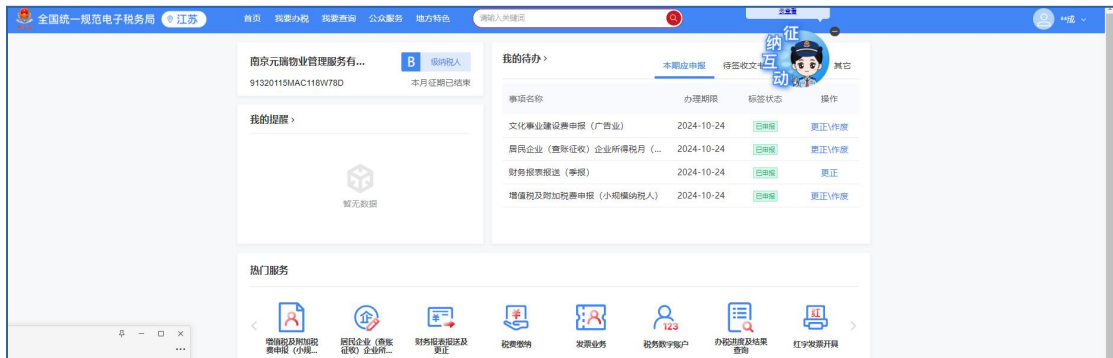 全国统一规范电子税务局 江苏 首页 我要办税 我要查询 公众服务 地方特色 请输入关键词 **成
征纳互动
南京元瑞物业管理服务有... B 级纳税人
91320115MAC118W78D 本月征期已结束
我的提醒 >
暂无数据
我的待办 > 本期应申报 待签收文 其它
事项名称 办理期限 标签状态 操作
文化事业建设费申报（广告业） 2024-10-24 已申报 更正\作废
居民企业（查账征收）企业所得税月（... 2024-10-24 已申报 更正\作废
财务报表报送（季报） 2024-10-24 已申报 更正
增值税及附加税费申报（小规模纳税人） 2024-10-24 已申报 更正\作废
热门服务
增值税及附加税费申报（小规... 居民企业（查账征收）企业所... 财务报表报送及更正 税费缴纳 发票业务 税务数字账户 办税进度及结果查询 红字发票开具